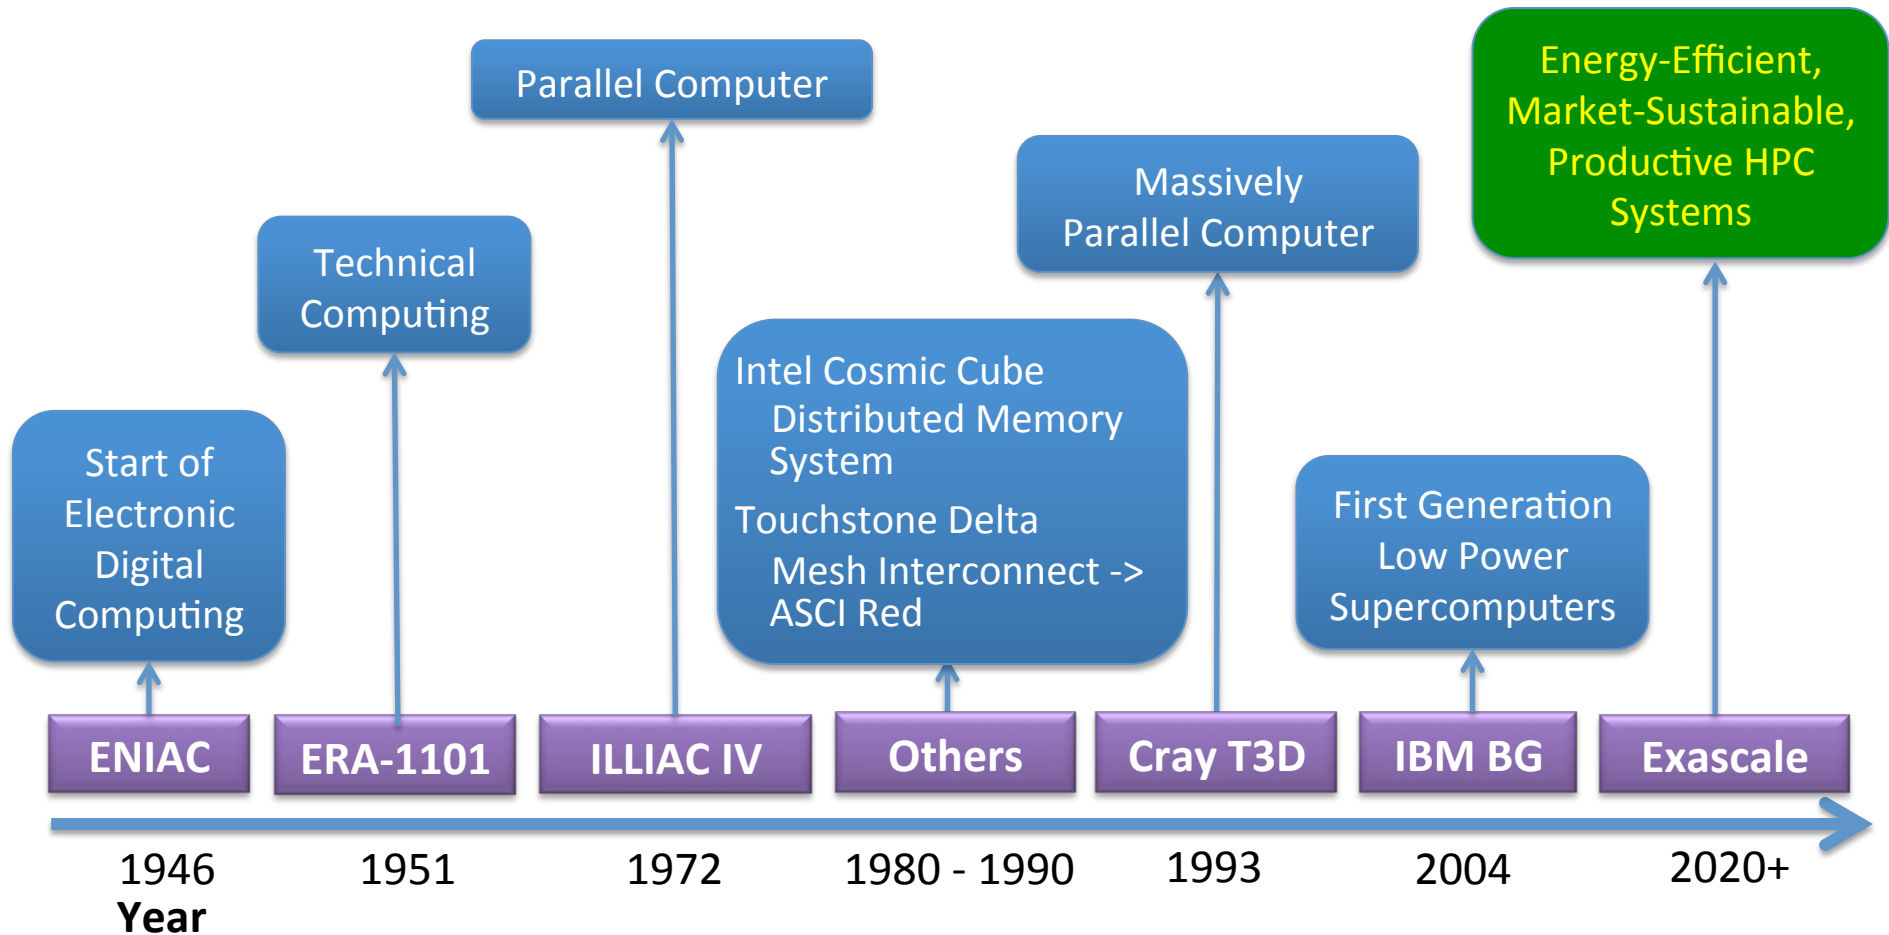 Start of
Electronic
Digital
Computing
Technical
Computing
Parallel Computer
Intel Cosmic Cube
Distributed Memory
System
Touchstone Delta
Mesh Interconnect ->
ASCI Red
Massively
Parallel Computer
First Generation
Low Power
Supercomputers
Energy-Efficient,
Market-Sustainable,
Productive HPC
Systems
ENIAC
ERA-1101
ILLIAC IV
Others
Cray T3D
IBM BG
Exascale
1946
1951
1972
1980 - 1990
1993
2004
2020+
Year